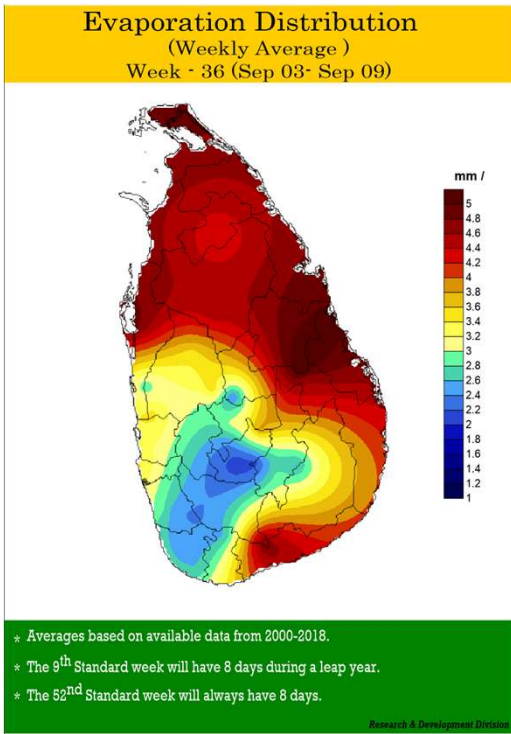 Evaporation Distribution
(Weekly Average )
Week - 36 (Sep 03- Sep 09)
mm /
5
4.8
4.6
4.4
4.2
4
3.8
3.6
3.4
3.2
3
2.8
2.6
2.4
2.2
2
1.8
1.6
1.4
1.2
1
* Averages based on available data from 2000-2018.
* The 9th Standard week will have 8 days during a leap year.
* The 52nd Standard week will always have 8 days.
Research & Development Division